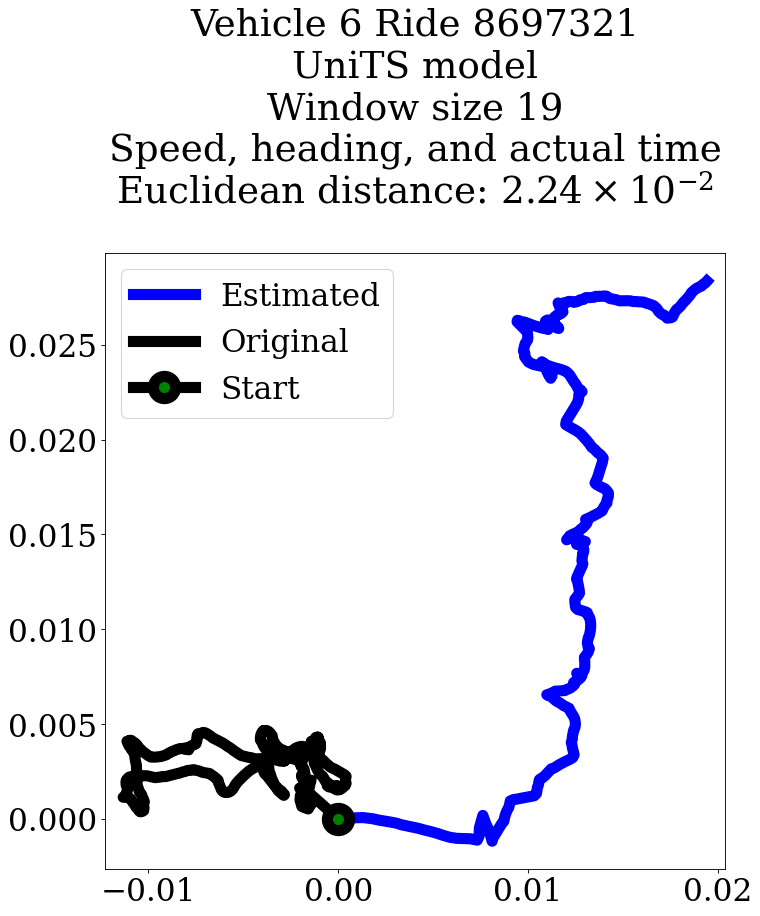 Vehicle 6 Ride 8697321
UniTS model
Window size 19
Speed, heading, and actual time
Euclidean distance: 2.24 × 10⁻²
Estimated
Original
Start
0.025
0.020
0.015
0.010
0.005
0.000
−0.01 0.00 0.01 0.02